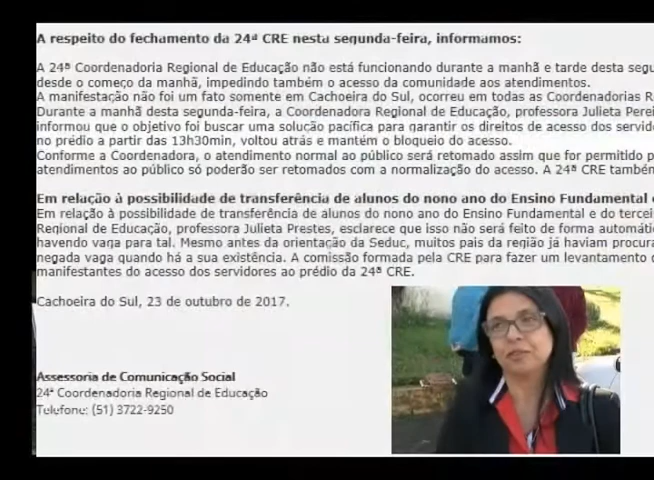 A respeito do fechamento da 24ª CRE nesta segunda-feira, informamos:
A 24ª Coordenadoria Regional de Educação não está funcionando durante a manhã e tarde desta segu
desde o começo da manhã, impedindo também o acesso da comunidade aos atendimentos.
A manifestação não foi um fato somente em Cachoeira do Sul, ocorreu em todas as Coordenadorias R
Durante a manhã desta segunda-feira, a Coordenadora Regional de Educação, professora Julieta Perei
informou que o objetivo foi buscar uma solução pacífica para garantir os direitos de acesso dos servid
no prédio a partir das 13h30min, voltou atrás e mantém o bloqueio do acesso.
Conforme a Coordenadora, o atendimento normal ao público será retomado assim que for permitido p
atendimentos ao público só poderão ser retomados com a normalização do acesso. A 24ª CRE também
Em relação à possibilidade de transferência de alunos do nono ano do Ensino Fundamental e
Em relação à possibilidade de transferência de alunos do nono ano do Ensino Fundamental e do tercei
Regional de Educação, professora Julieta Prestes, esclarece que isso não será feito de forma automátic
havendo vaga para tal. Mesmo antes da orientação da Seduc, muitos pais da região já haviam procura
negada vaga quando há a sua existência. A comissão formada pela CRE para fazer um levantamento d
manifestantes do acesso dos servidores ao prédio da 24ª CRE.
Cachoeira do Sul, 23 de outubro de 2017.
Assessoria de Comunicação Social
24ª Coordenadoria Regional de Educação
Telefone: (51) 3722-9250